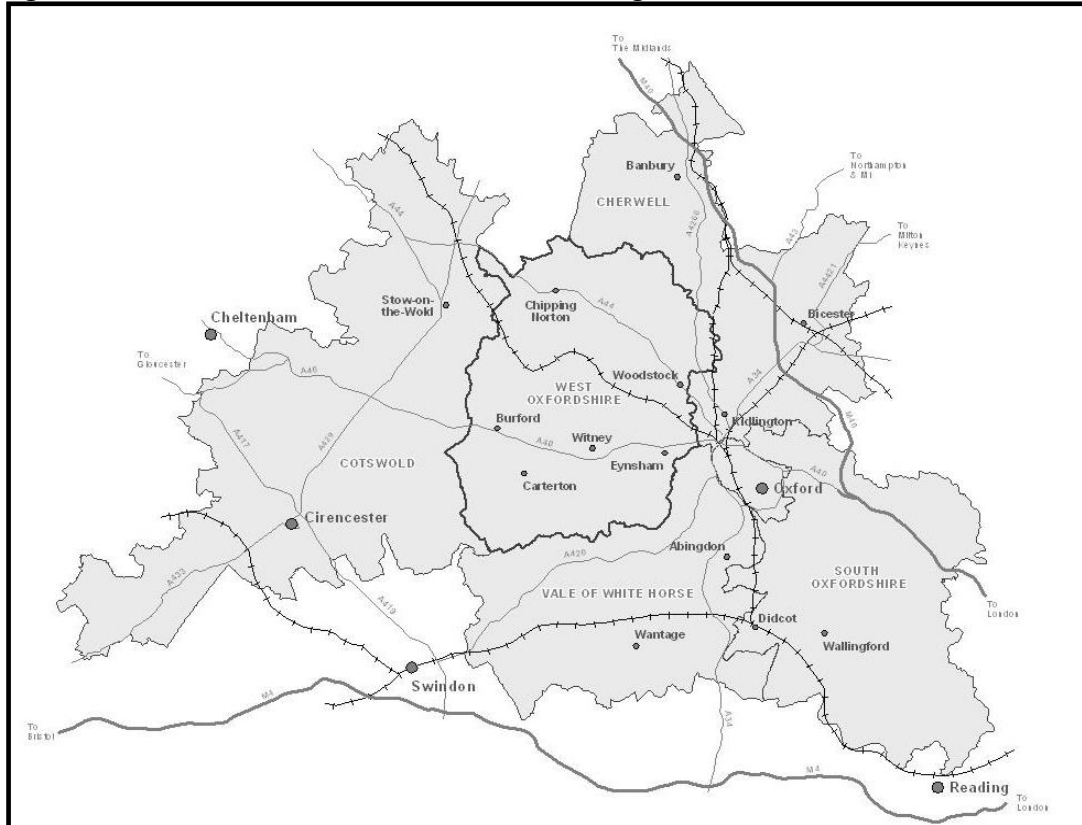 To
The Midlands
M40
Banbury
CHERWELL
To
Northampton
& M1
To
Milton
Keynes
A44
A4260
A43
A4421
Stow-on-
the-Wold
Chipping
Norton
A44
Bicester
Cheltenham
To
Gloucester
A40
Woodstock
A34
WEST
OXFORDSHIRE
Kidlington
M40
Burford
A40
Witney
Eynsham
A417
A429
COTSWOLD
Carterton
A40
Oxford
Cirencester
A420
Abingdon
SOUTH
OXFORDSHIRE
A433
A419
VALE OF WHITE HORSE
To
London
Didcot
Wantage
Wallingford
Swindon
M4
A34
To
Bristol
M4
Reading
To
London